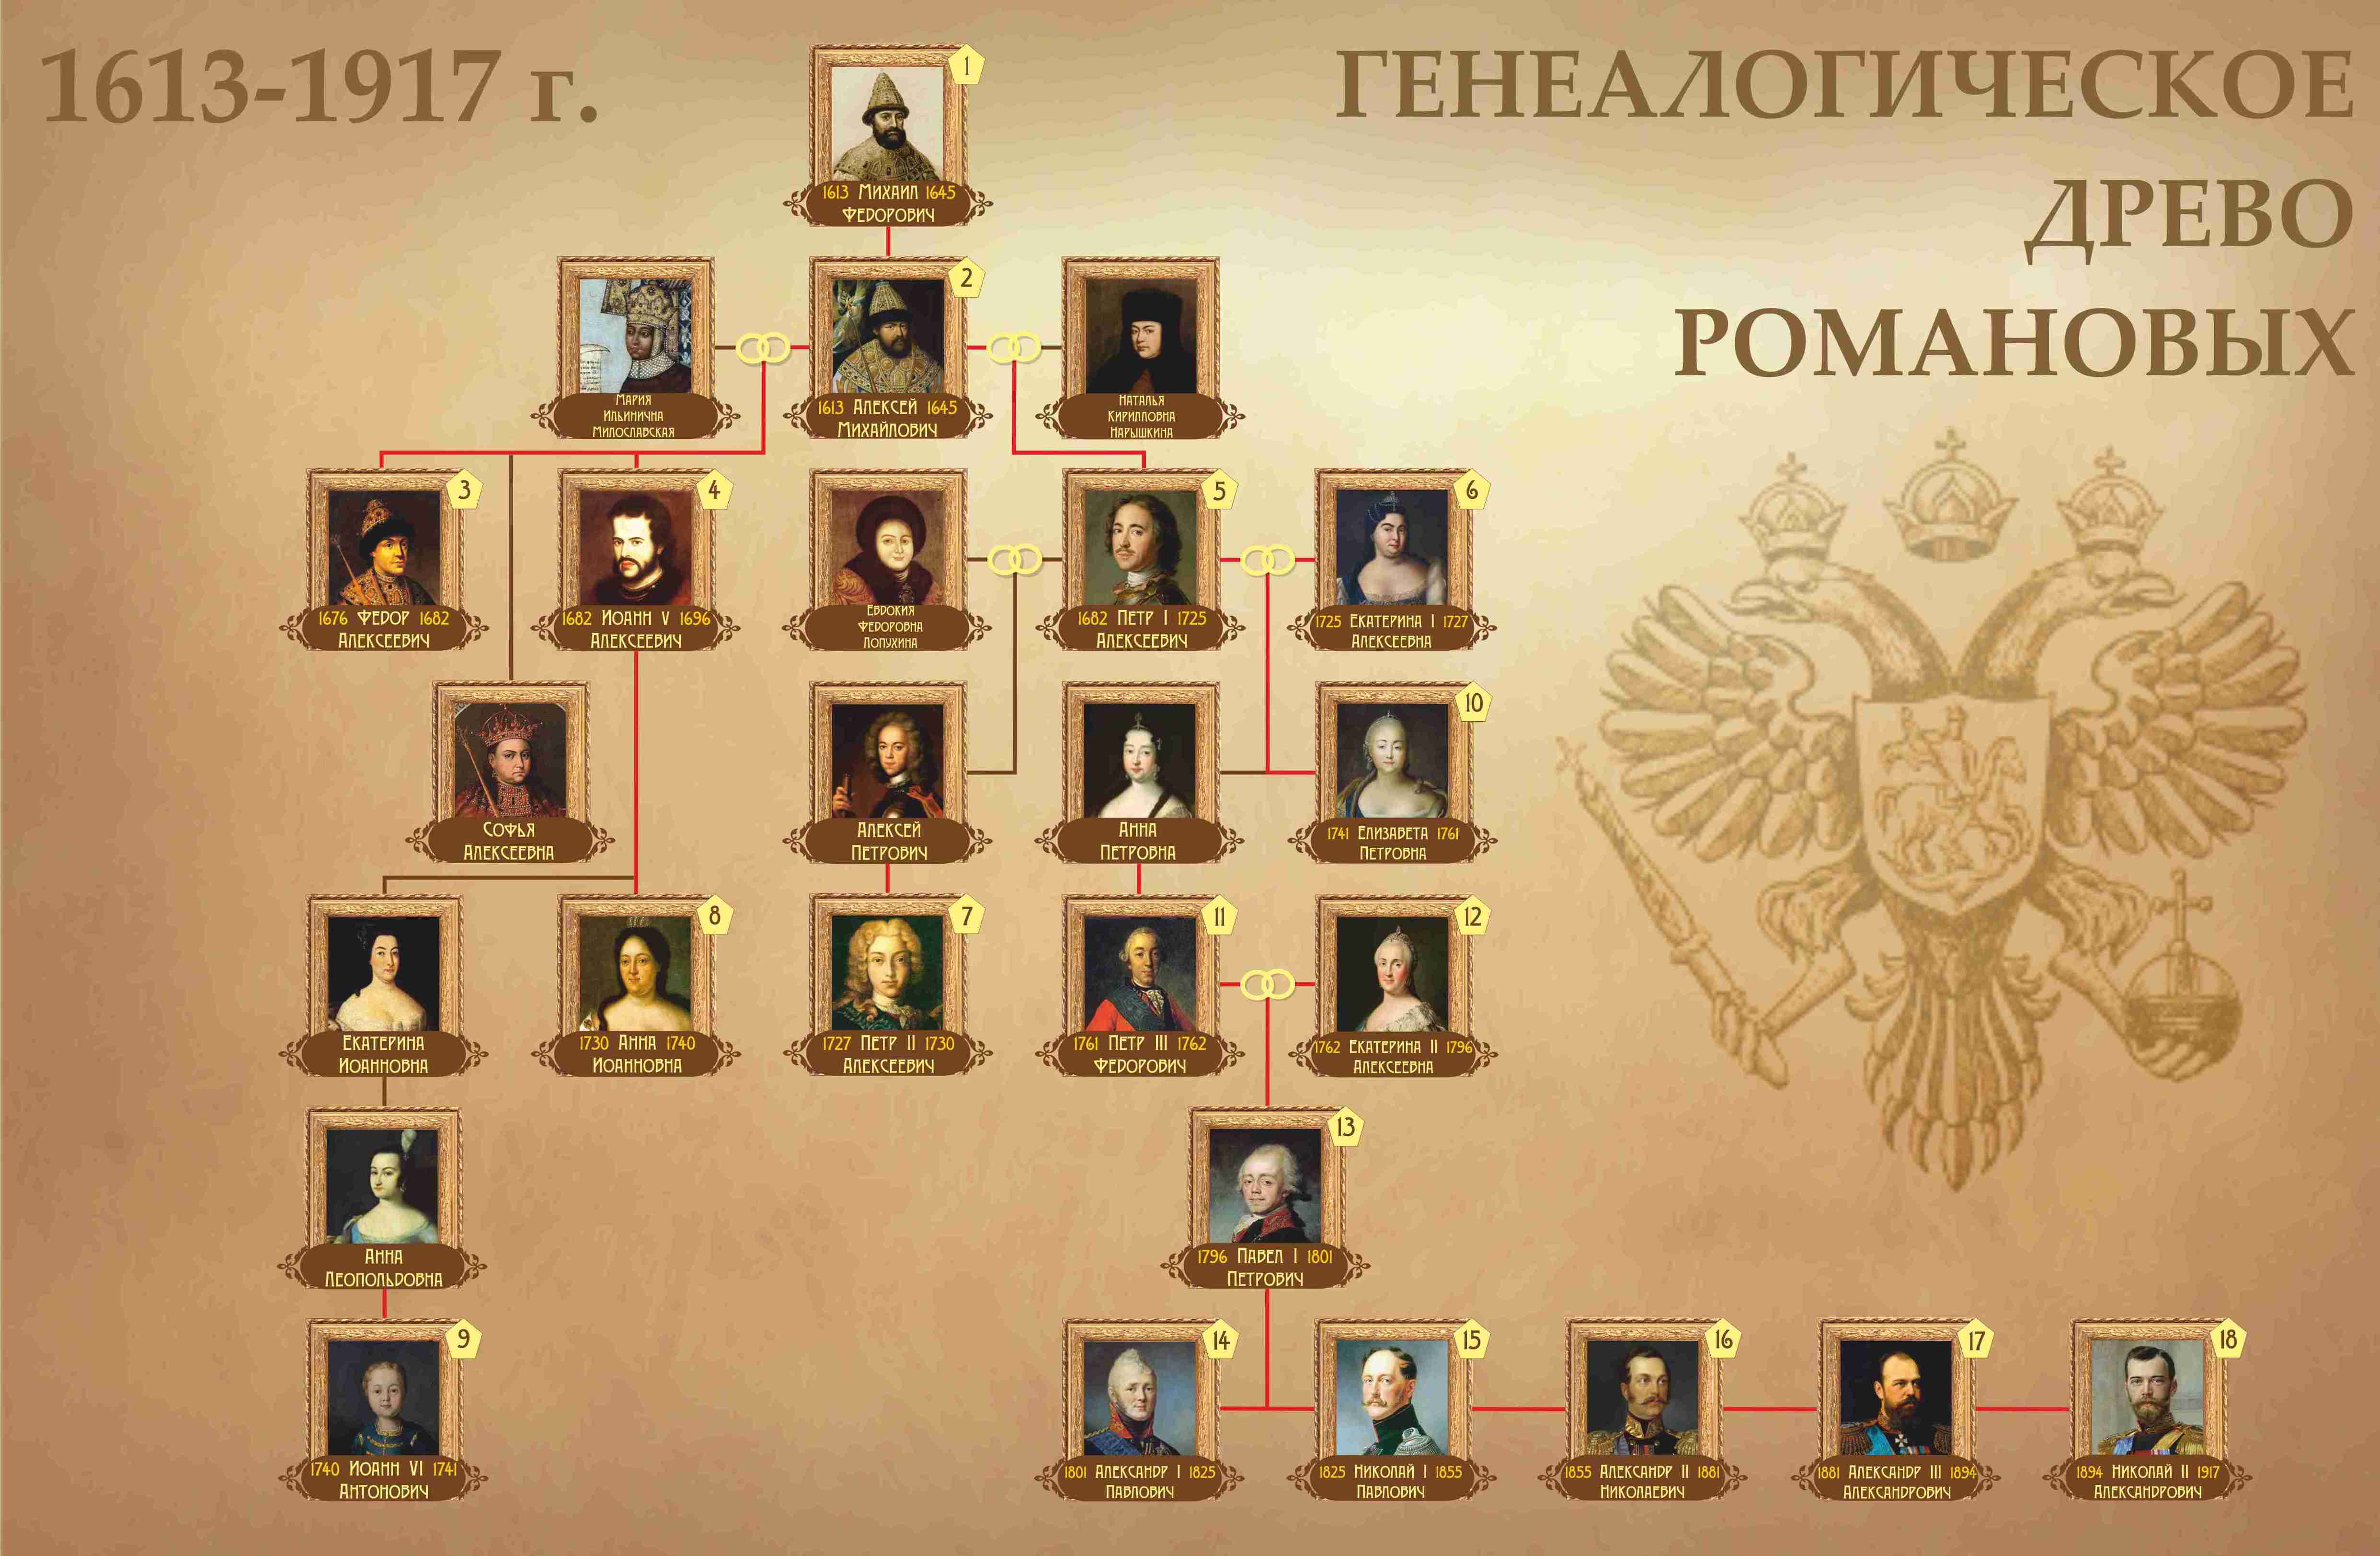 1613-1917 г.
ГЕНЕАЛОГИЧЕСКОЕ
ДРЕВО
РОМАНОВЫХ
1
1613 Михаил 1645
Федорович
Мария
Ильинична
Милославская
2
1613 Алексей 1645
Михайлович
Наталья
Кирилловна
Нарышкина
3
1676 Федор 1682
Алексеевич
4
1682 Иоанн V 1696
Алексеевич
Евдокия
Федоровна
Лопухина
5
1682 Петр I 1725
Алексеевич
6
1725 Екатерина I 1727
Алексеевна
Софья
Алексеевна
Алексей
Петрович
Анна
Петровна
10
1741 Елизавета 1761
Петровна
Екатерина
Иоанновна
8
1730 Анна 1740
Иоанновна
7
1727 Петр II 1730
Алексеевич
11
1761 Петр III 1762
Федорович
12
1762 Екатерина II 1796
Алексеевна
Анна
Леопольдовна
13
1796 Павел I 1801
Петрович
9
1740 Иоанн VI 1741
Антонович
14
1801 Александр I 1825
Павлович
15
1825 Николай I 1855
Павлович
16
1855 Александр II 1881
Николаевич
17
1881 Александр III 1894
Александрович
18
1894 Николай II 1917
Александрович